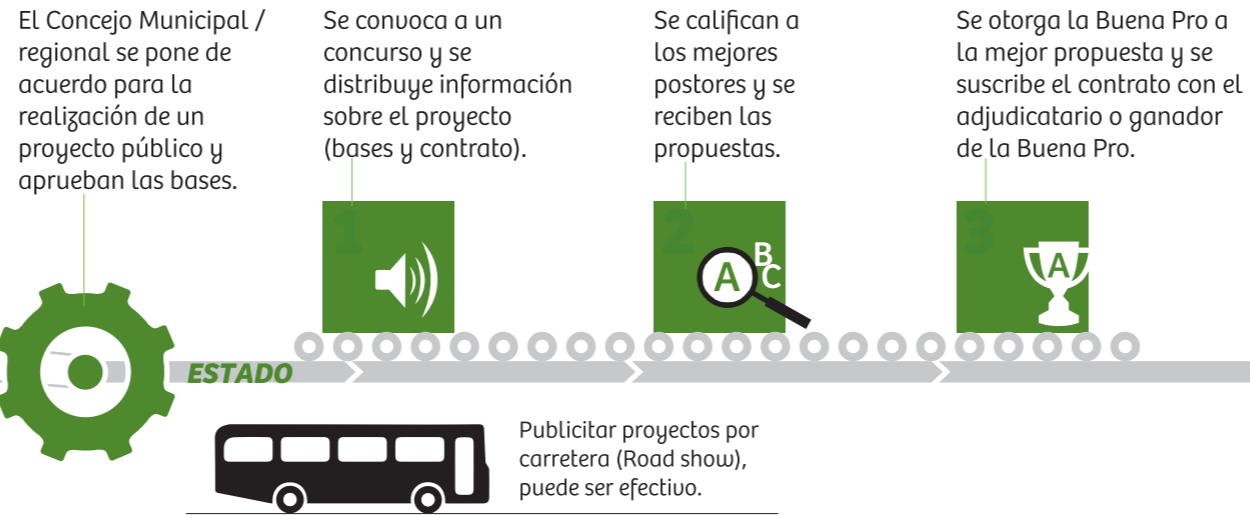 El Concejo Municipal /
regional se pone de
acuerdo para la
realización de un
proyecto público y
aprueban las bases.
Se convoca a un
concurso y se
distribuye información
sobre el proyecto
(bases y contrato).
Se califican a
los mejores
postores y se
reciben las
propuestas.
Se otorga la Buena Pro a
la mejor propuesta y se
suscribe el contrato con el
adjudicatario o ganador
de la Buena Pro.
1
2
A
B
C
3
A
ESTADO
Publicitar proyectos por
carretera (Road show),
puede ser efectivo.